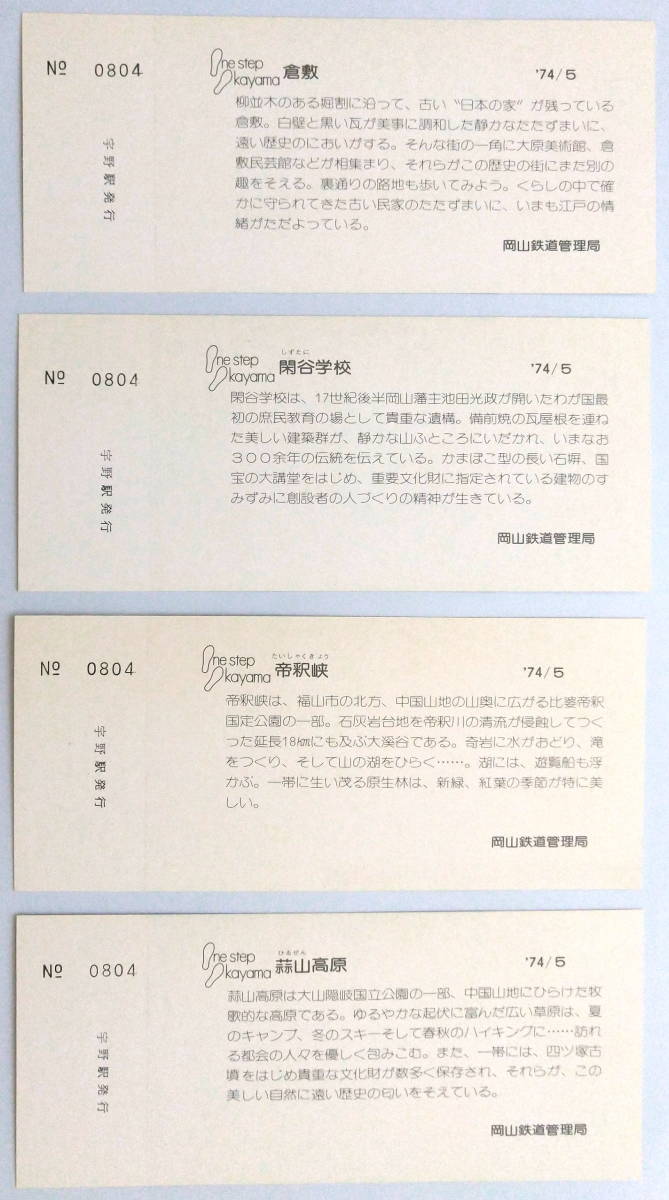 № 0804
宇野駅発行
One step
Okayama 倉敷
'74/5
柳並木のある堀割に沿って、古い“日本の家”が残っている
倉敷。白壁と黒い瓦が美事に調和した静かなたたずまいに、
遠い歴史のにおいがする。そんな街の一角に大原美術館、倉
敷民芸館などが相集まり、それらがこの歴史の街にまた別の
趣をそえる。裏通りの路地も歩いてみよう。くらしの中で確
かに守られてきた古い民家のたたずまいに、いまも江戸の情
緒がただよっている。
岡山鉄道管理局
№ 0804
宇野駅発行
One step
Okayama
しずたに
閑谷学校
'74/5
閑谷学校は、17世紀後半岡山藩主池田光政が開いたわが国最
初の庶民教育の場として貴重な遺構。備前焼の瓦屋根を連ね
た美しい建築群が、静かな山ふところにいだかれ、いまなお
300余年の伝統を伝えている。かまぼこ型の長い石塀、国
宝の大講堂をはじめ、重要文化財に指定されている建物のす
みずみに創設者の人づくりの精神が生きている。
岡山鉄道管理局
№ 0804
宇野駅発行
One step
Okayama
たいしゃくきょう
帝釈峡
'74/5
帝釈峡は、福山市の北方、中国山地の山奥に広がる比婆帝釈
国定公園の一部。石灰岩台地を帝釈川の清流が侵蝕してつく
った延長18㎞にも及ぶ大渓谷である。奇岩に水がおどり、滝
をつくり、そして山の湖をひらく……。湖には、遊覧船も浮
かぶ。一帯に生い茂る原生林は、新緑、紅葉の季節が特に美
しい。
岡山鉄道管理局
№ 0804
宇野駅発行
One step
Okayama
ひるぜん
蒜山高原
'74/5
蒜山高原は大山隠岐国立公園の一部、中国山地にひらけた牧
歌的な高原である。ゆるやかな起伏に富んだ広い草原は、夏
のキャンプ、冬のスキーそして春秋のハイキングに……訪れ
る都会の人々を優しく包みこむ。また、一帯には、四ツ塚古
墳をはじめ貴重な文化財が数多く保存され、それらが、この
美しい自然に遠い歴史の匂いをそえている。
岡山鉄道管理局